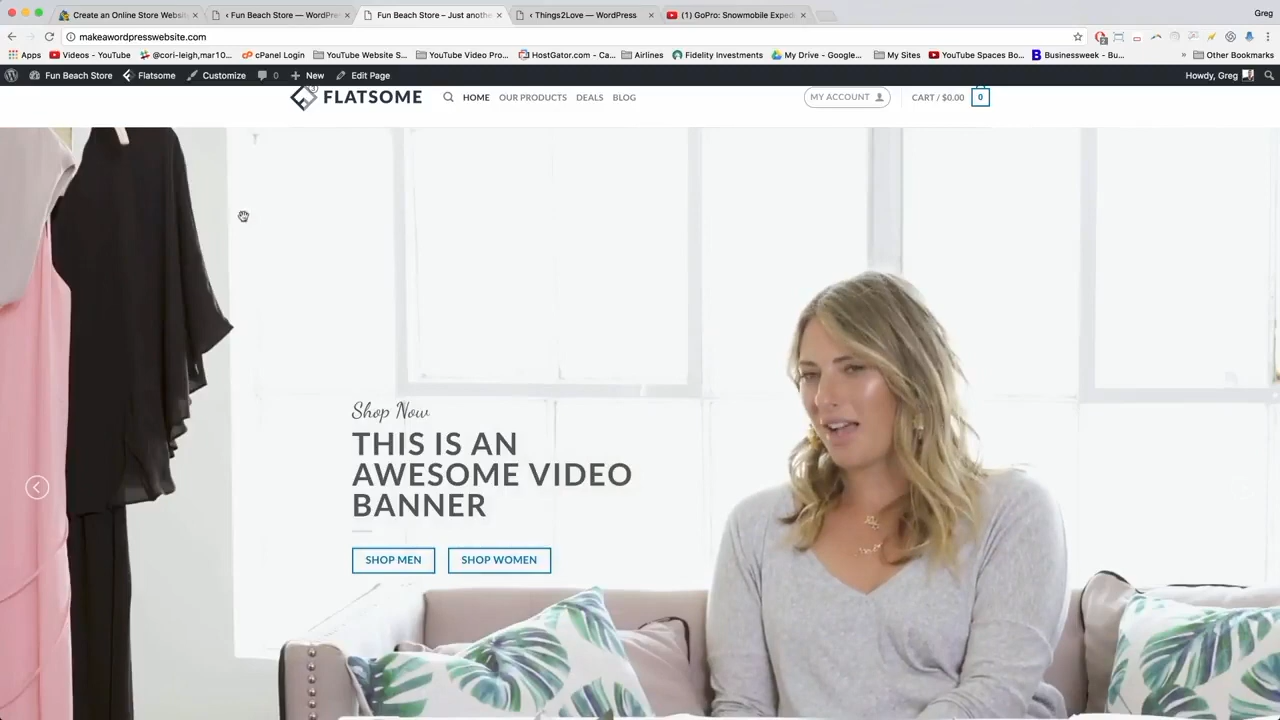 Create an Online Store Websit
‹ Fun Beach Store — WordPre
Fun Beach Store – Just anoth
‹ Things2Love — WordPress
(1) GoPro: Snowmobile Exped
Greg
makeawordpresswebsite.com
Apps
Videos - YouTube
@cori-leigh,mar10...
cPanel Login
YouTube Website S...
YouTube Video Pro...
HostGator.com - Ca...
Airlines
Fidelity Investments
My Drive - Google...
My Sites
YouTube Spaces Bo...
Businessweek - Bu...
»
Other Bookmarks
Fun Beach Store
Flatsome
Customize
0
New
Edit Page
Howdy, Greg
3
FLATSOME
HOME
OUR PRODUCTS
DEALS
BLOG
MY ACCOUNT
CART / $0.00
0
Shop Now
THIS IS AN
AWESOME VIDEO
BANNER
SHOP MEN
SHOP WOMEN